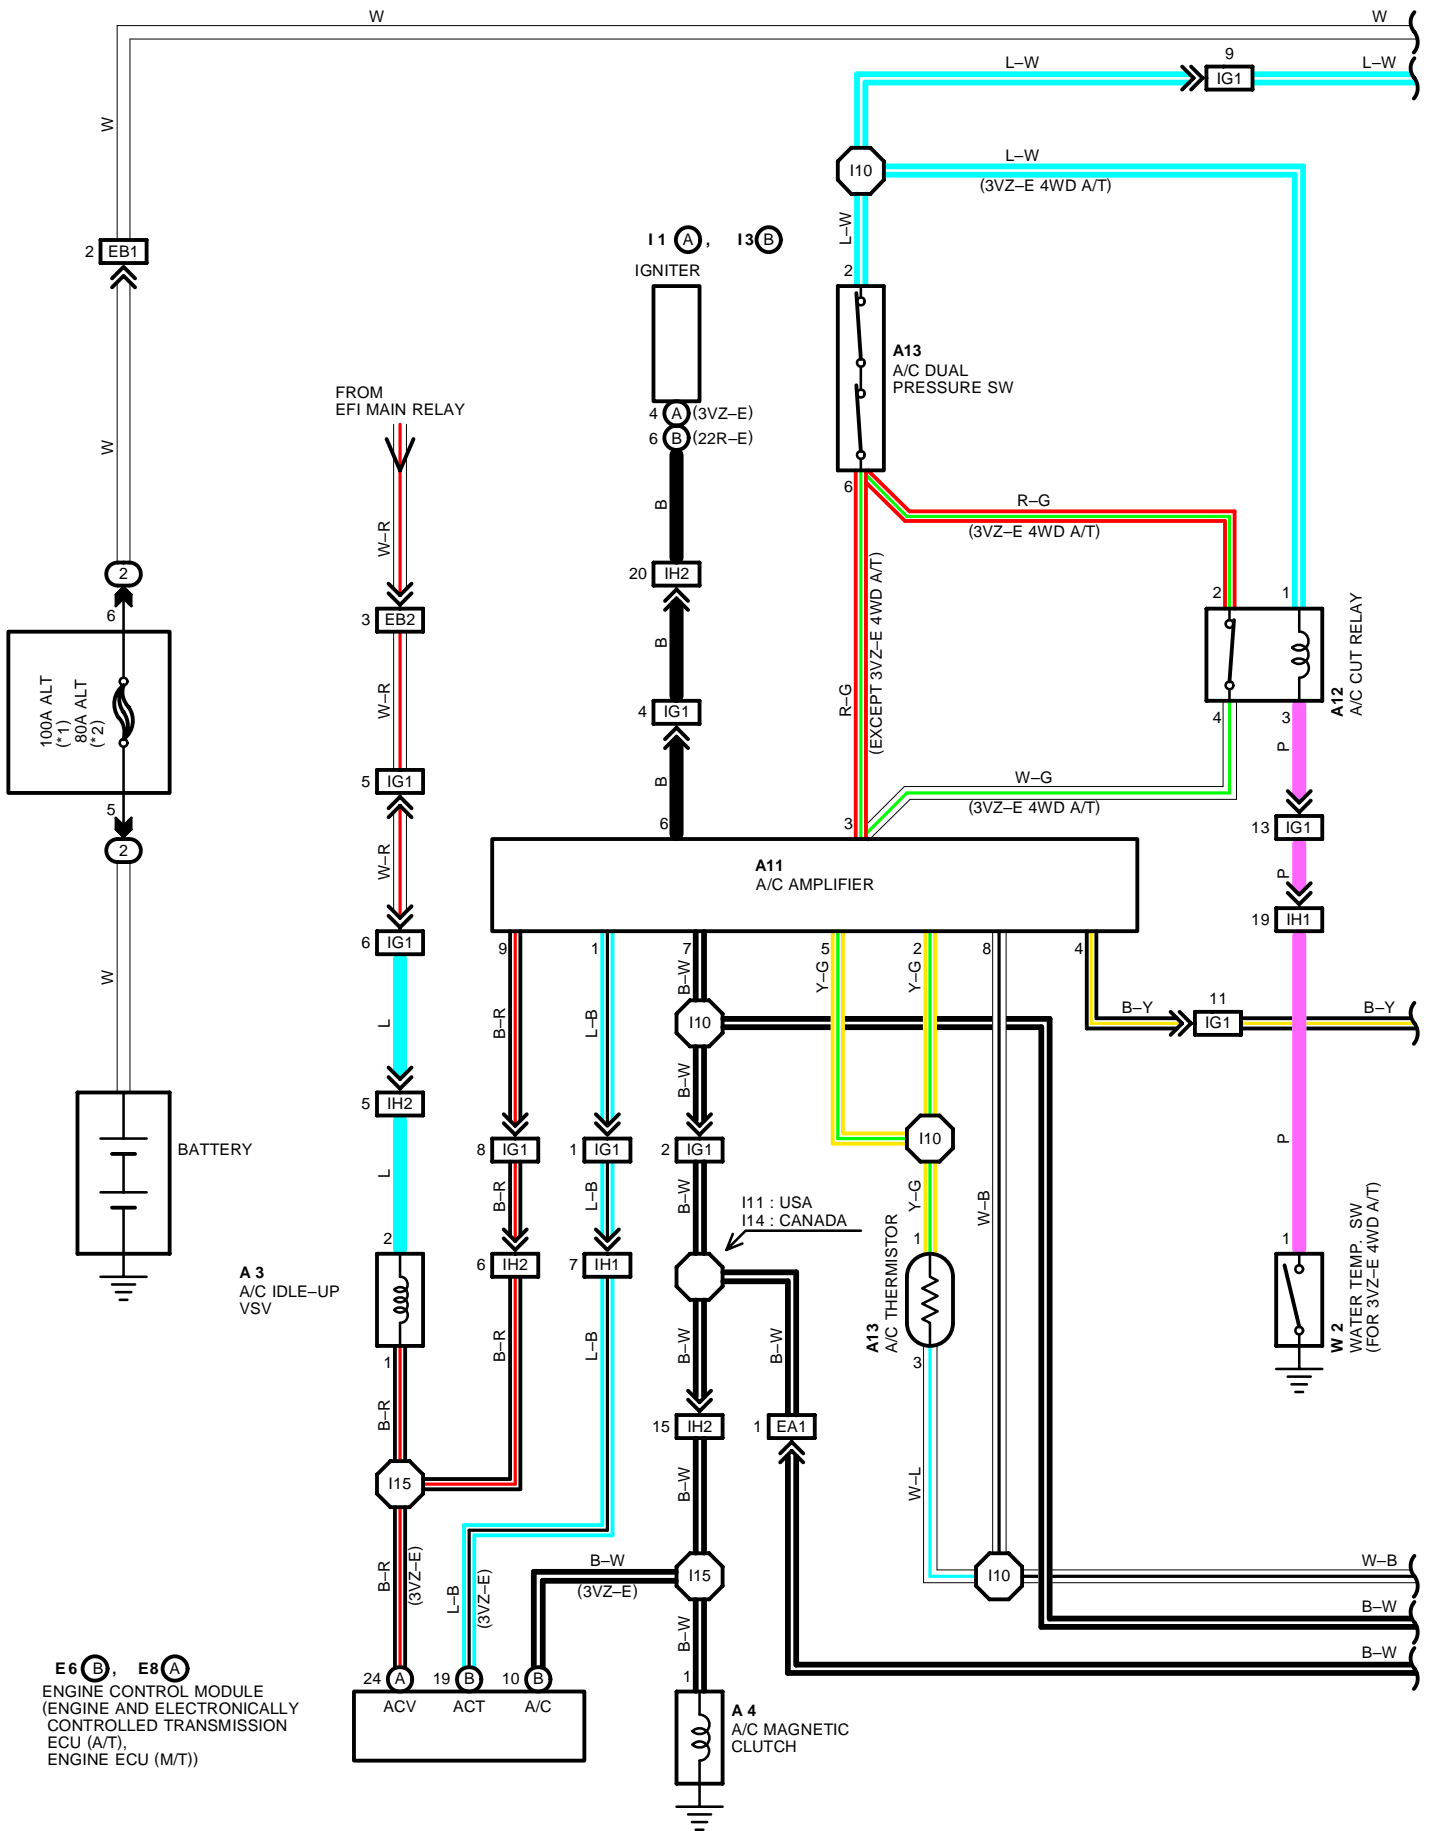 W
W
L–W
9
IG1
L–W
W
I10
L–W
(3VZ–E 4WD A/T)
L–W
2 EB1
I 1 A , I 3 B
IGNITER
2
A13
A/C DUAL
PRESSURE SW
FROM
EFI MAIN RELAY
4 A (3VZ–E)
6 B (22R–E)
W
6
R–G
(3VZ–E 4WD A/T)
B
W–R
2
6
20 IH2
(EXCEPT 3VZ–E 4WD A/T)
2
1
3 EB2
100A ALT
(*1)
80A ALT
(*2)
B
W–R
R–G
A12
A/C CUT RELAY
4
3
4 IG1
P
5 IG1
B
W–G
(3VZ–E 4WD A/T)
5
2
6
3
13 IG1
W–R
A11
A/C AMPLIFIER
P
19 IH1
6 IG1
9
1
7
5
2
8
4
W
B–W
Y–G
Y–G
L
B–R
L–B
I10
B–Y
11
IG1
B–Y
B–W
5 IH2
I10
P
BATTERY
8 IG1
1 IG1
2 IG1
L
B–R
L–B
B–W
Y–G
W–B
I11 : USA
I14 : CANADA
2
1
1
A 3
A/C IDLE–UP
VSV
6 IH2
7 IH1
A13
A/C THERMISTOR
W 2
WATER TEMP. SW
(FOR 3VZ–E 4WD A/T)
B–R
L–B
B–W
B–W
1
3
B–R
15 IH2
1 EA1
I15
B–W
W–L
B–R
(3VZ–E)
L–B
(3VZ–E)
B–W
(3VZ–E)
I15
I10
W–B
B–W
B–W
B–W
E 6 B , E8 A
ENGINE CONTROL MODULE
(ENGINE AND ELECTRONICALLY
CONTROLLED TRANSMISSION
ECU (A/T),
ENGINE ECU (M/T))
24 A
19 B
10 B
1
ACV
ACT
A/C
A 4
A/C MAGNETIC
CLUTCH